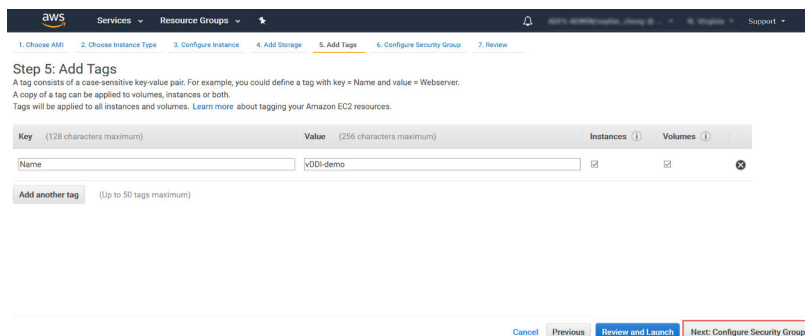 aws Services Resource Groups Support
1. Choose AMI 2. Choose Instance Type 3. Configure Instance 4. Add Storage 5. Add Tags 6. Configure Security Group 7. Review
Step 5: Add Tags
A tag consists of a case-sensitive key-value pair. For example, you could define a tag with key = Name and value = Webserver.
A copy of a tag can be applied to volumes, instances or both.
Tags will be applied to all instances and volumes. Learn more about tagging your Amazon EC2 resources.
Key (128 characters maximum) Value (256 characters maximum) Instances i Volumes i
Name vDDI-demo
Add another tag (Up to 50 tags maximum)
Cancel Previous Review and Launch Next: Configure Security Group